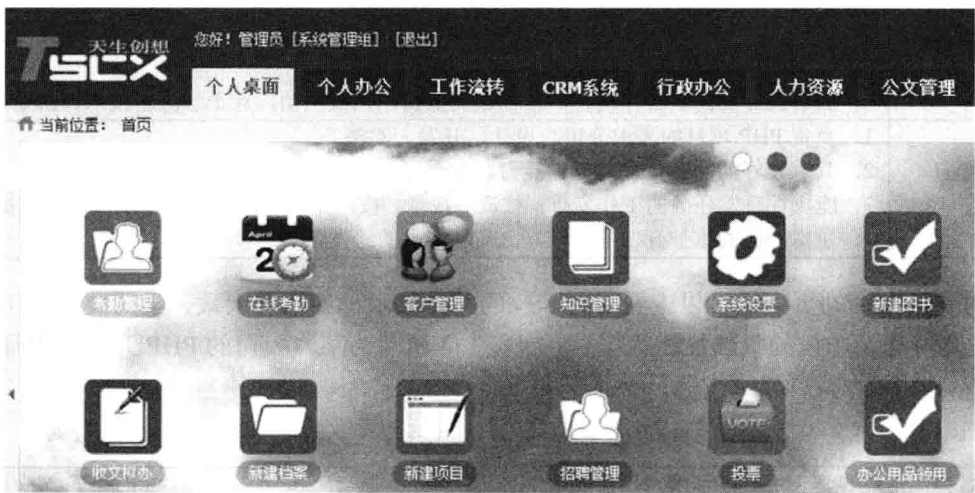 天生创想
TSCX
您好！管理员 [系统管理组] [退出]
个人桌面 个人办公 工作流转 CRM系统 行政办公 人力资源 公文管理
当前位置： 首页
考勤管理 在线考勤 客户管理 知识管理 系统设置 新建图书
April
2
收文拟办 新建档案 新建项目 招聘管理 投票 办公用品领用
VOTE